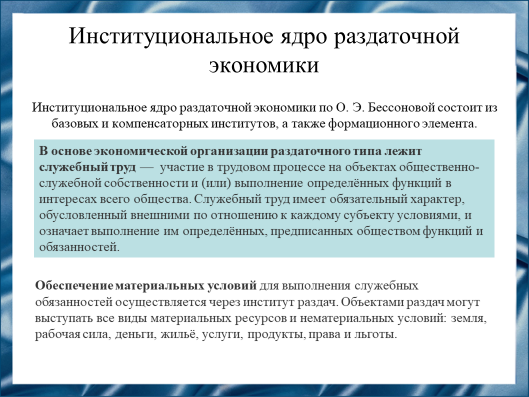 Институциональное ядро раздаточной
экономики
Институциональное ядро раздаточной экономики по О. Э. Бессоновой состоит из
базовых и компенсаторных институтов, а также формационного элемента.
В основе экономической организации раздаточного типа лежит
служебный труд — участие в трудовом процессе на объектах общественно-
служебной собственности и (или) выполнение определённых функций в
интересах всего общества. Служебный труд имеет обязательный характер,
обусловленный внешними по отношению к каждому субъекту условиями, и
означает выполнение им определённых, предписанных обществом функций и
обязанностей.
Обеспечение материальных условий для выполнения служебных
обязанностей осуществляется через институт раздач. Объектами раздач могут
выступать все виды материальных ресурсов и нематериальных условий: земля,
рабочая сила, деньги, жильё, услуги, продукты, права и льготы.